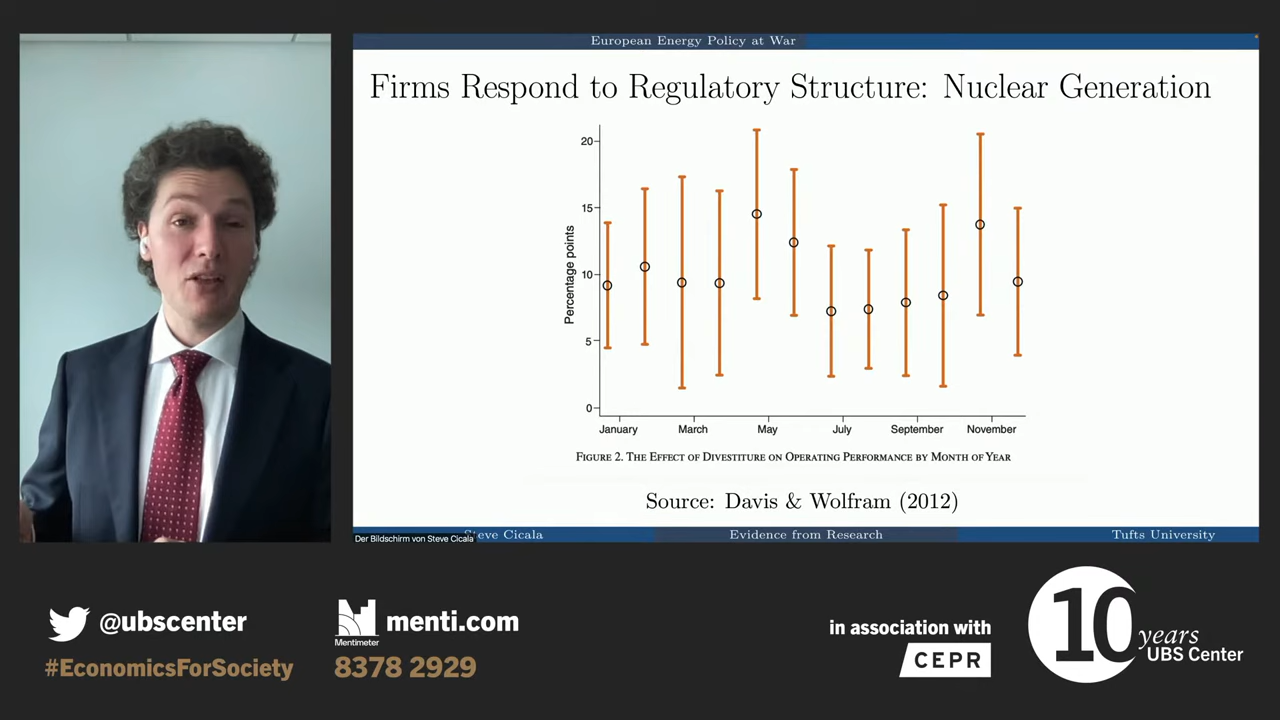 European Energy Policy at War
Firms Respond to Regulatory Structure: Nuclear Generation
Percentage points
20
15
10
5
0
January March May July September November
FIGURE 2. THE EFFECT OF DIVESTITURE ON OPERATING PERFORMANCE BY MONTH OF YEAR
Source: Davis & Wolfram (2012)
Der Bildschirm von Steve Cicala
eve Cicala Evidence from Research Tufts University
@ubscenter
#EconomicsForSociety
Mentimeter
menti.com
8378 2929
in association with
CEPR
10 years
UBS Center